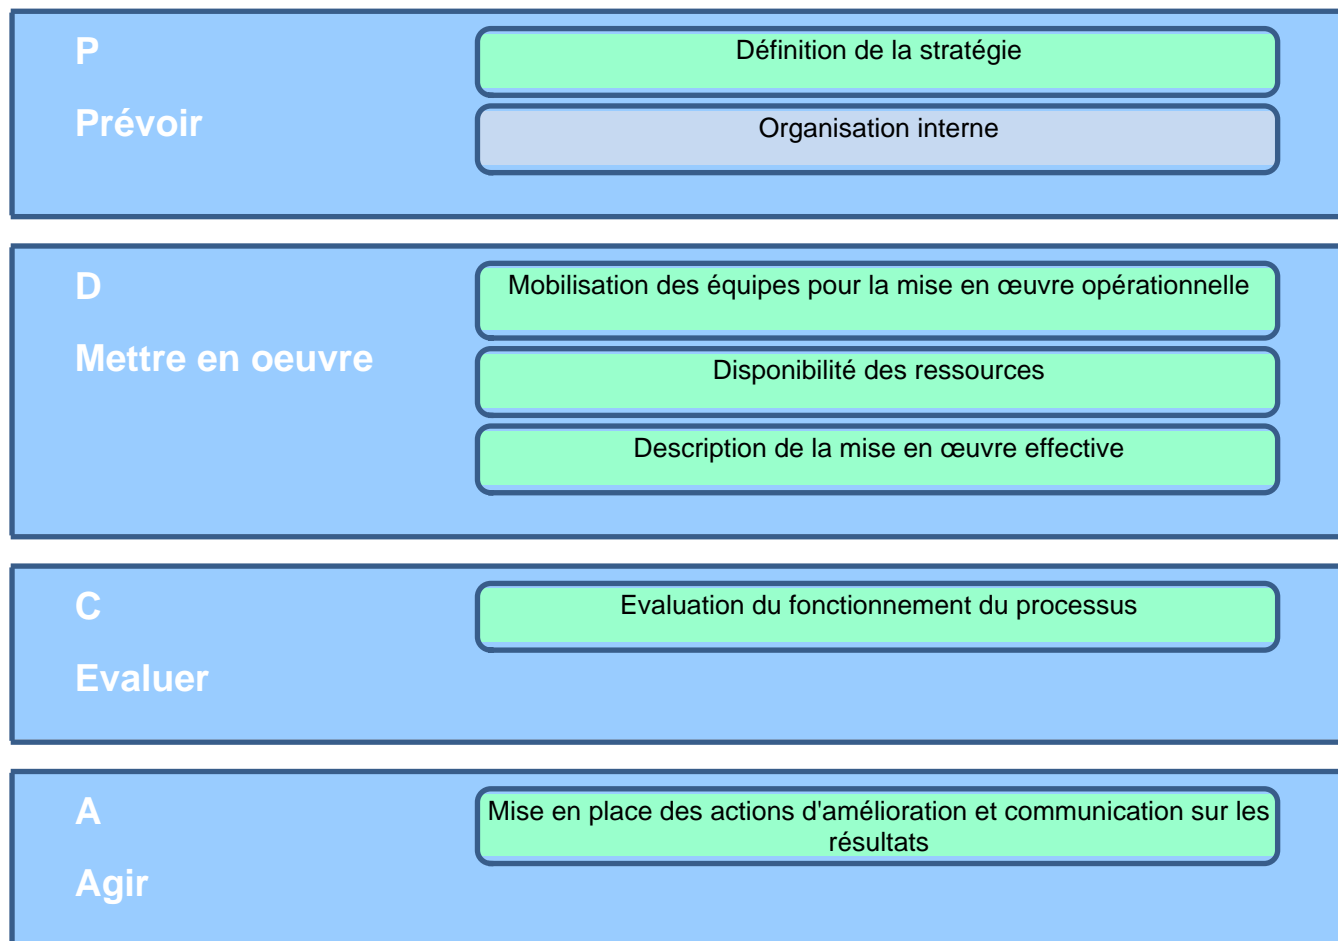 P
Prévoir
Définition de la stratégie
Organisation interne
D
Mettre en oeuvre
Mobilisation des équipes pour la mise en œuvre opérationnelle
Disponibilité des ressources
Description de la mise en œuvre effective
C
Evaluer
Evaluation du fonctionnement du processus
A
Agir
Mise en place des actions d'amélioration et communication sur les
résultats